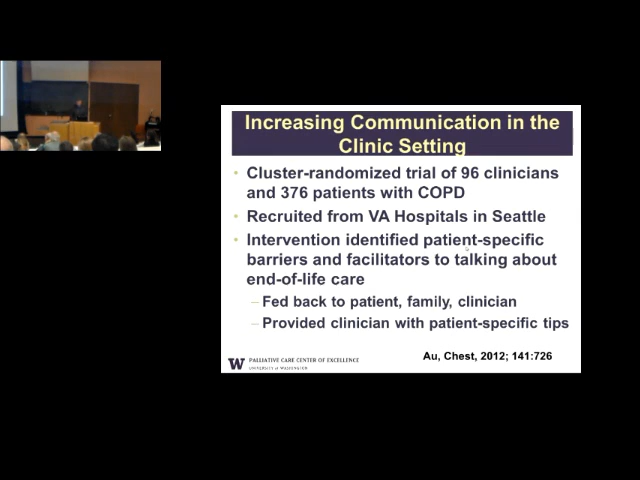 Increasing Communication in the
Clinic Setting
• Cluster-randomized trial of 96 clinicians
and 376 patients with COPD
• Recruited from VA Hospitals in Seattle
• Intervention identified patient-specific
barriers and facilitators to talking about
end-of-life care
– Fed back to patient, family, clinician
– Provided clinician with patient-specific tips
Au, Chest, 2012; 141:726
W PALLIATIVE CARE CENTER OF EXCELLENCE
UNIVERSITY of WASHINGTON